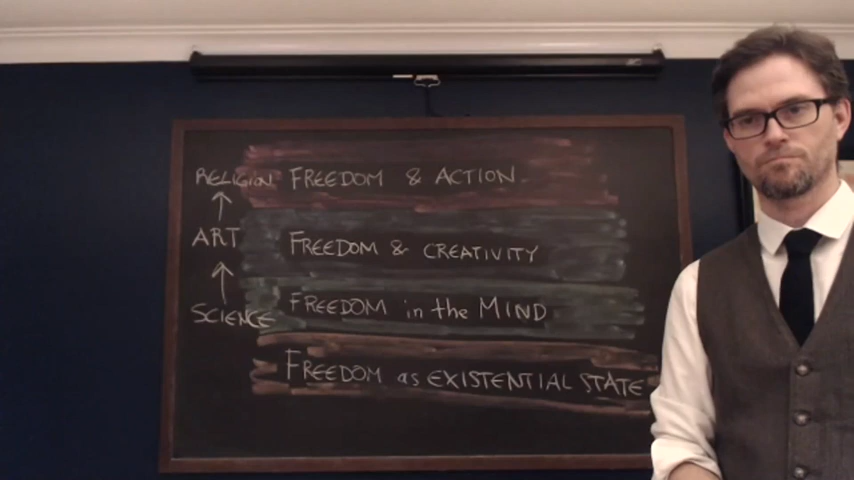 RELIGION FREEDOM & ACTION
ART FREEDOM & CREATIVITY
SCIENCE FREEDOM in the MIND
FREEDOM as EXISTENTIAL STATE